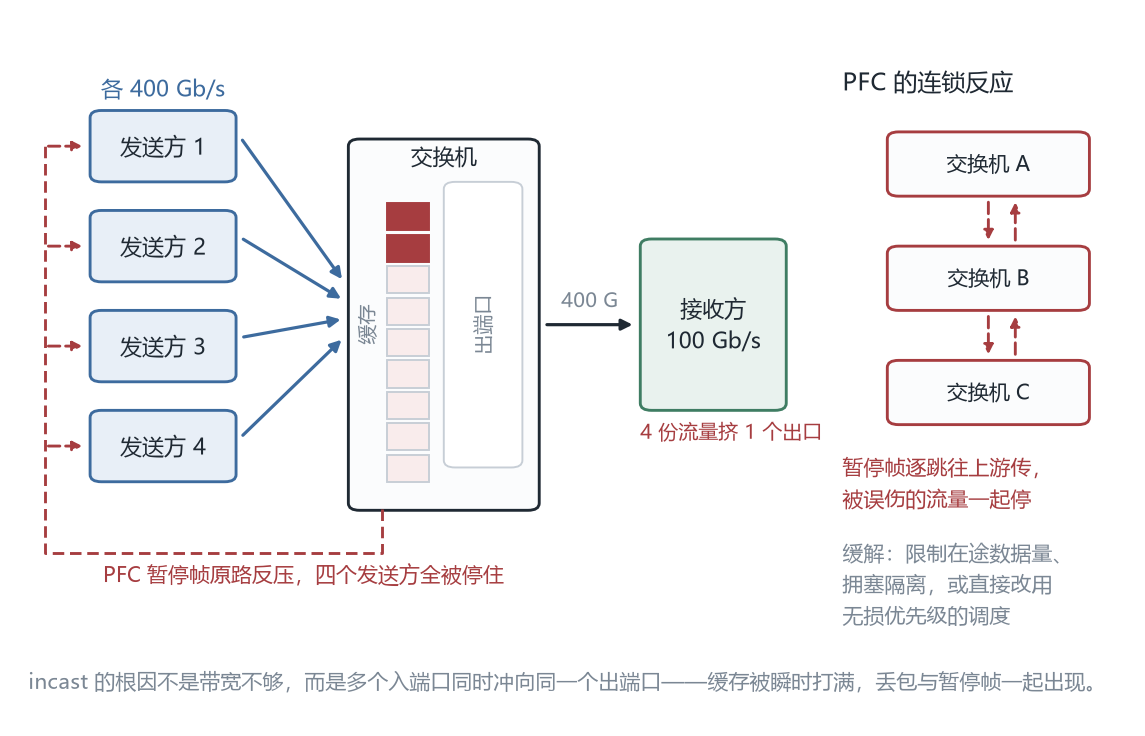 各 400 Gb/s
发送方 1
发送方 2
发送方 3
发送方 4
交换机
缓存
出端口
400 G
接收方
100 Gb/s
4 份流量挤 1 个出口
PFC 暂停帧原路反压，四个发送方全被停住
PFC 的连锁反应
交换机 A
交换机 B
交换机 C
暂停帧逐跳往上游传，
被误伤的流量一起停
缓解：限制在途数据量、
拥塞隔离，或直接改用
无损优先级的调度
incast 的根因不是带宽不够，而是多个入端口同时冲向同一个出端口——缓存被瞬时打满，丢包与暂停帧一起出现。